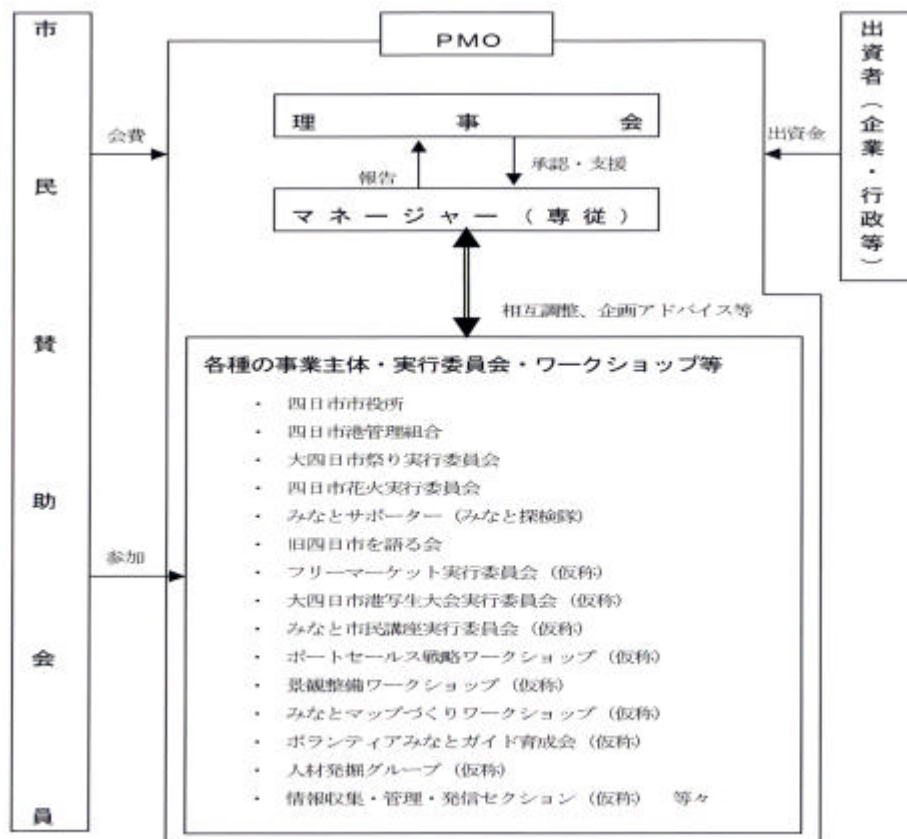 市民賛助会員
PMO
出資者(企業・行政等)
理事会
会費
出資金
報告
承認・支援
マネージャー(専従)
相互調整、企画アドバイス等
各種の事業主体・実行委員会・ワークショップ等
・ 四日市市役所
・ 四日市港管理組合
・ 大四日市祭り実行委員会
・ 四日市花火実行委員会
・ みなとサポーター(みなと探検隊)
・ 旧四日市を語る会
参加
・ フリーマーケット実行委員会(仮称)
・ 大四日市港写生大会実行委員会(仮称)
・ みなと市民講座実行委員会(仮称)
・ ポートセールス戦略ワークショップ(仮称)
・ 景観整備ワークショップ(仮称)
・ みなとマップづくりワークショップ(仮称)
・ ボランティアみなとガイド育成会(仮称)
・ 人材発掘グループ(仮称)
・ 情報収集・管理・発信セクション(仮称) 等々